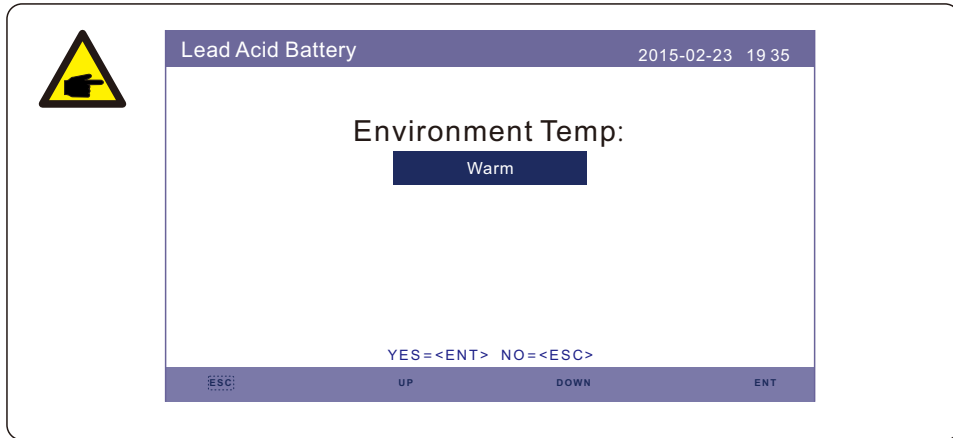 Lead Acid Battery 2015-02-23 19 35
Environment Temp:
Warm
YES=<ENT> NO=<ESC>
ESC UP DOWN ENT